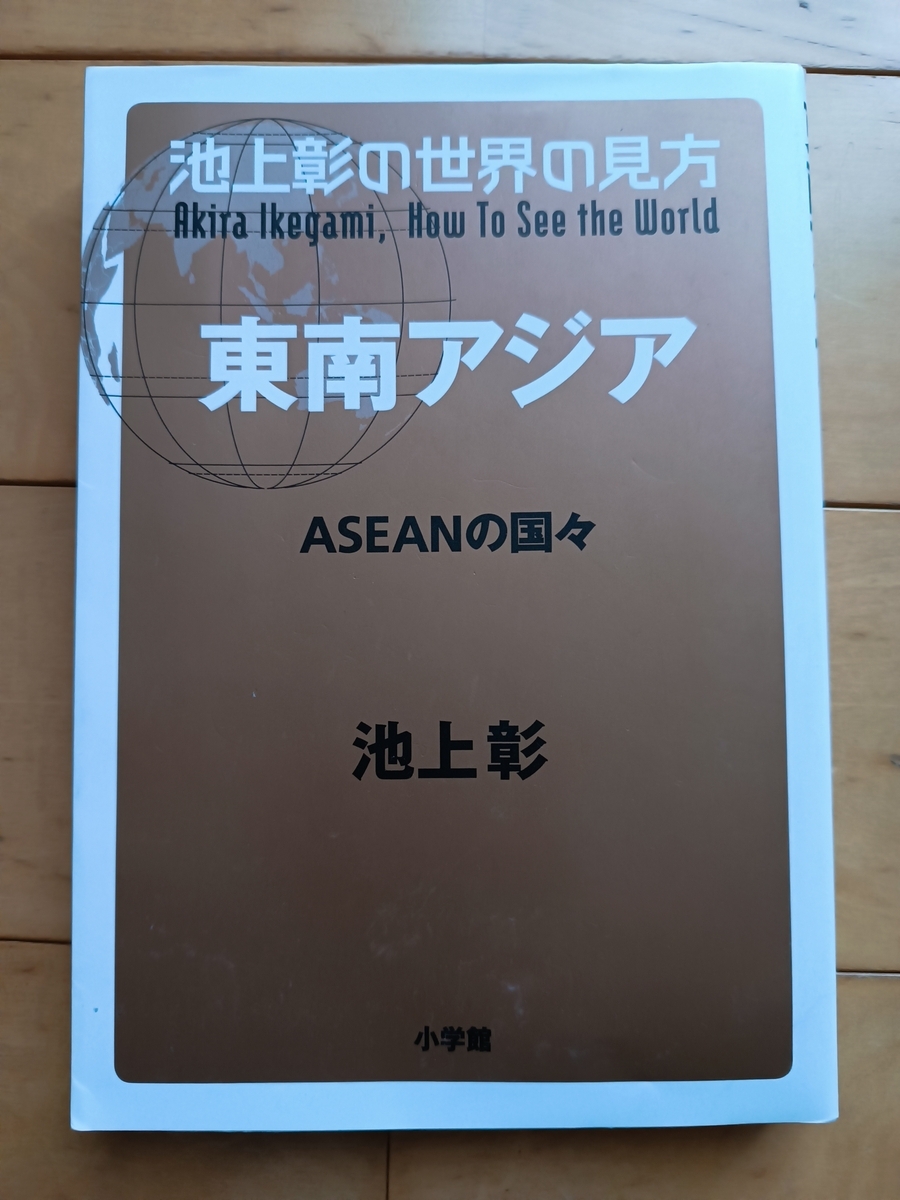 池上彰の世界の見方
Akira Ikegami, How To See the World
東南アジア
ASEANの国々
池上彰
小学館